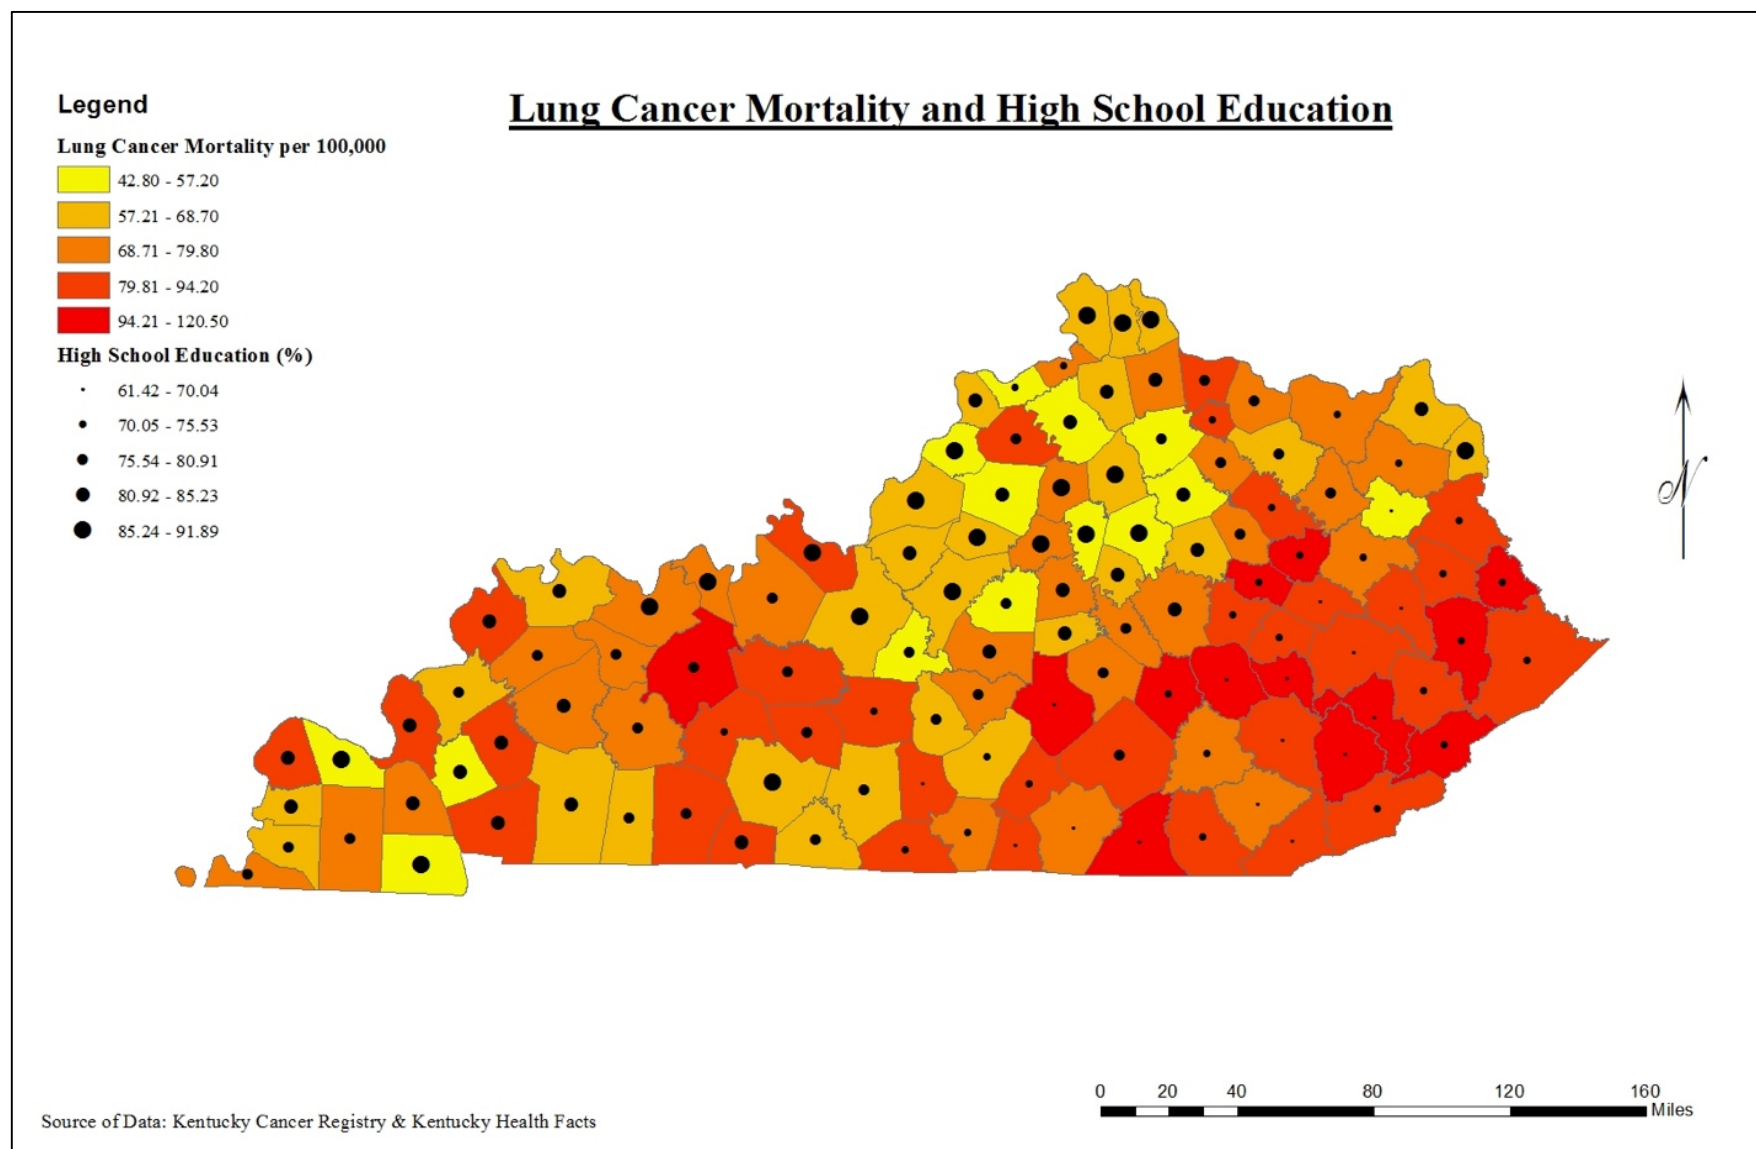 Lung Cancer Mortality and High School Education
Legend
Lung Cancer Mortality per 100,000
42.80 - 57.20
57.21 - 68.70
68.71 - 79.80
79.81 - 94.20
94.21 - 120.50
High School Education (%)
61.42 - 70.04
70.05 - 75.53
75.54 - 80.91
80.92 - 85.23
85.24 - 91.89
N
0 20 40 80 120 160
Miles
Source of Data: Kentucky Cancer Registry & Kentucky Health Facts